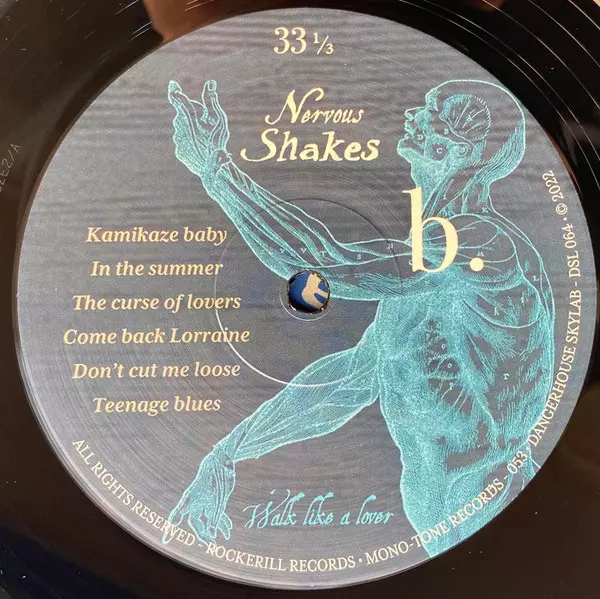 33 ⅓
Nervous
Shakes
b.
Kamikaze baby
In the summer
The curse of lovers
Come back Lorraine
Don't cut me loose
Teenage blues
Walk like a lover
ALL RIGHTS RESERVED - ROCKERILL RECORDS • MONO-TONE RECORDS - 053 - DANGERHOUSE SKYLAB - DSL 064 • © 2022